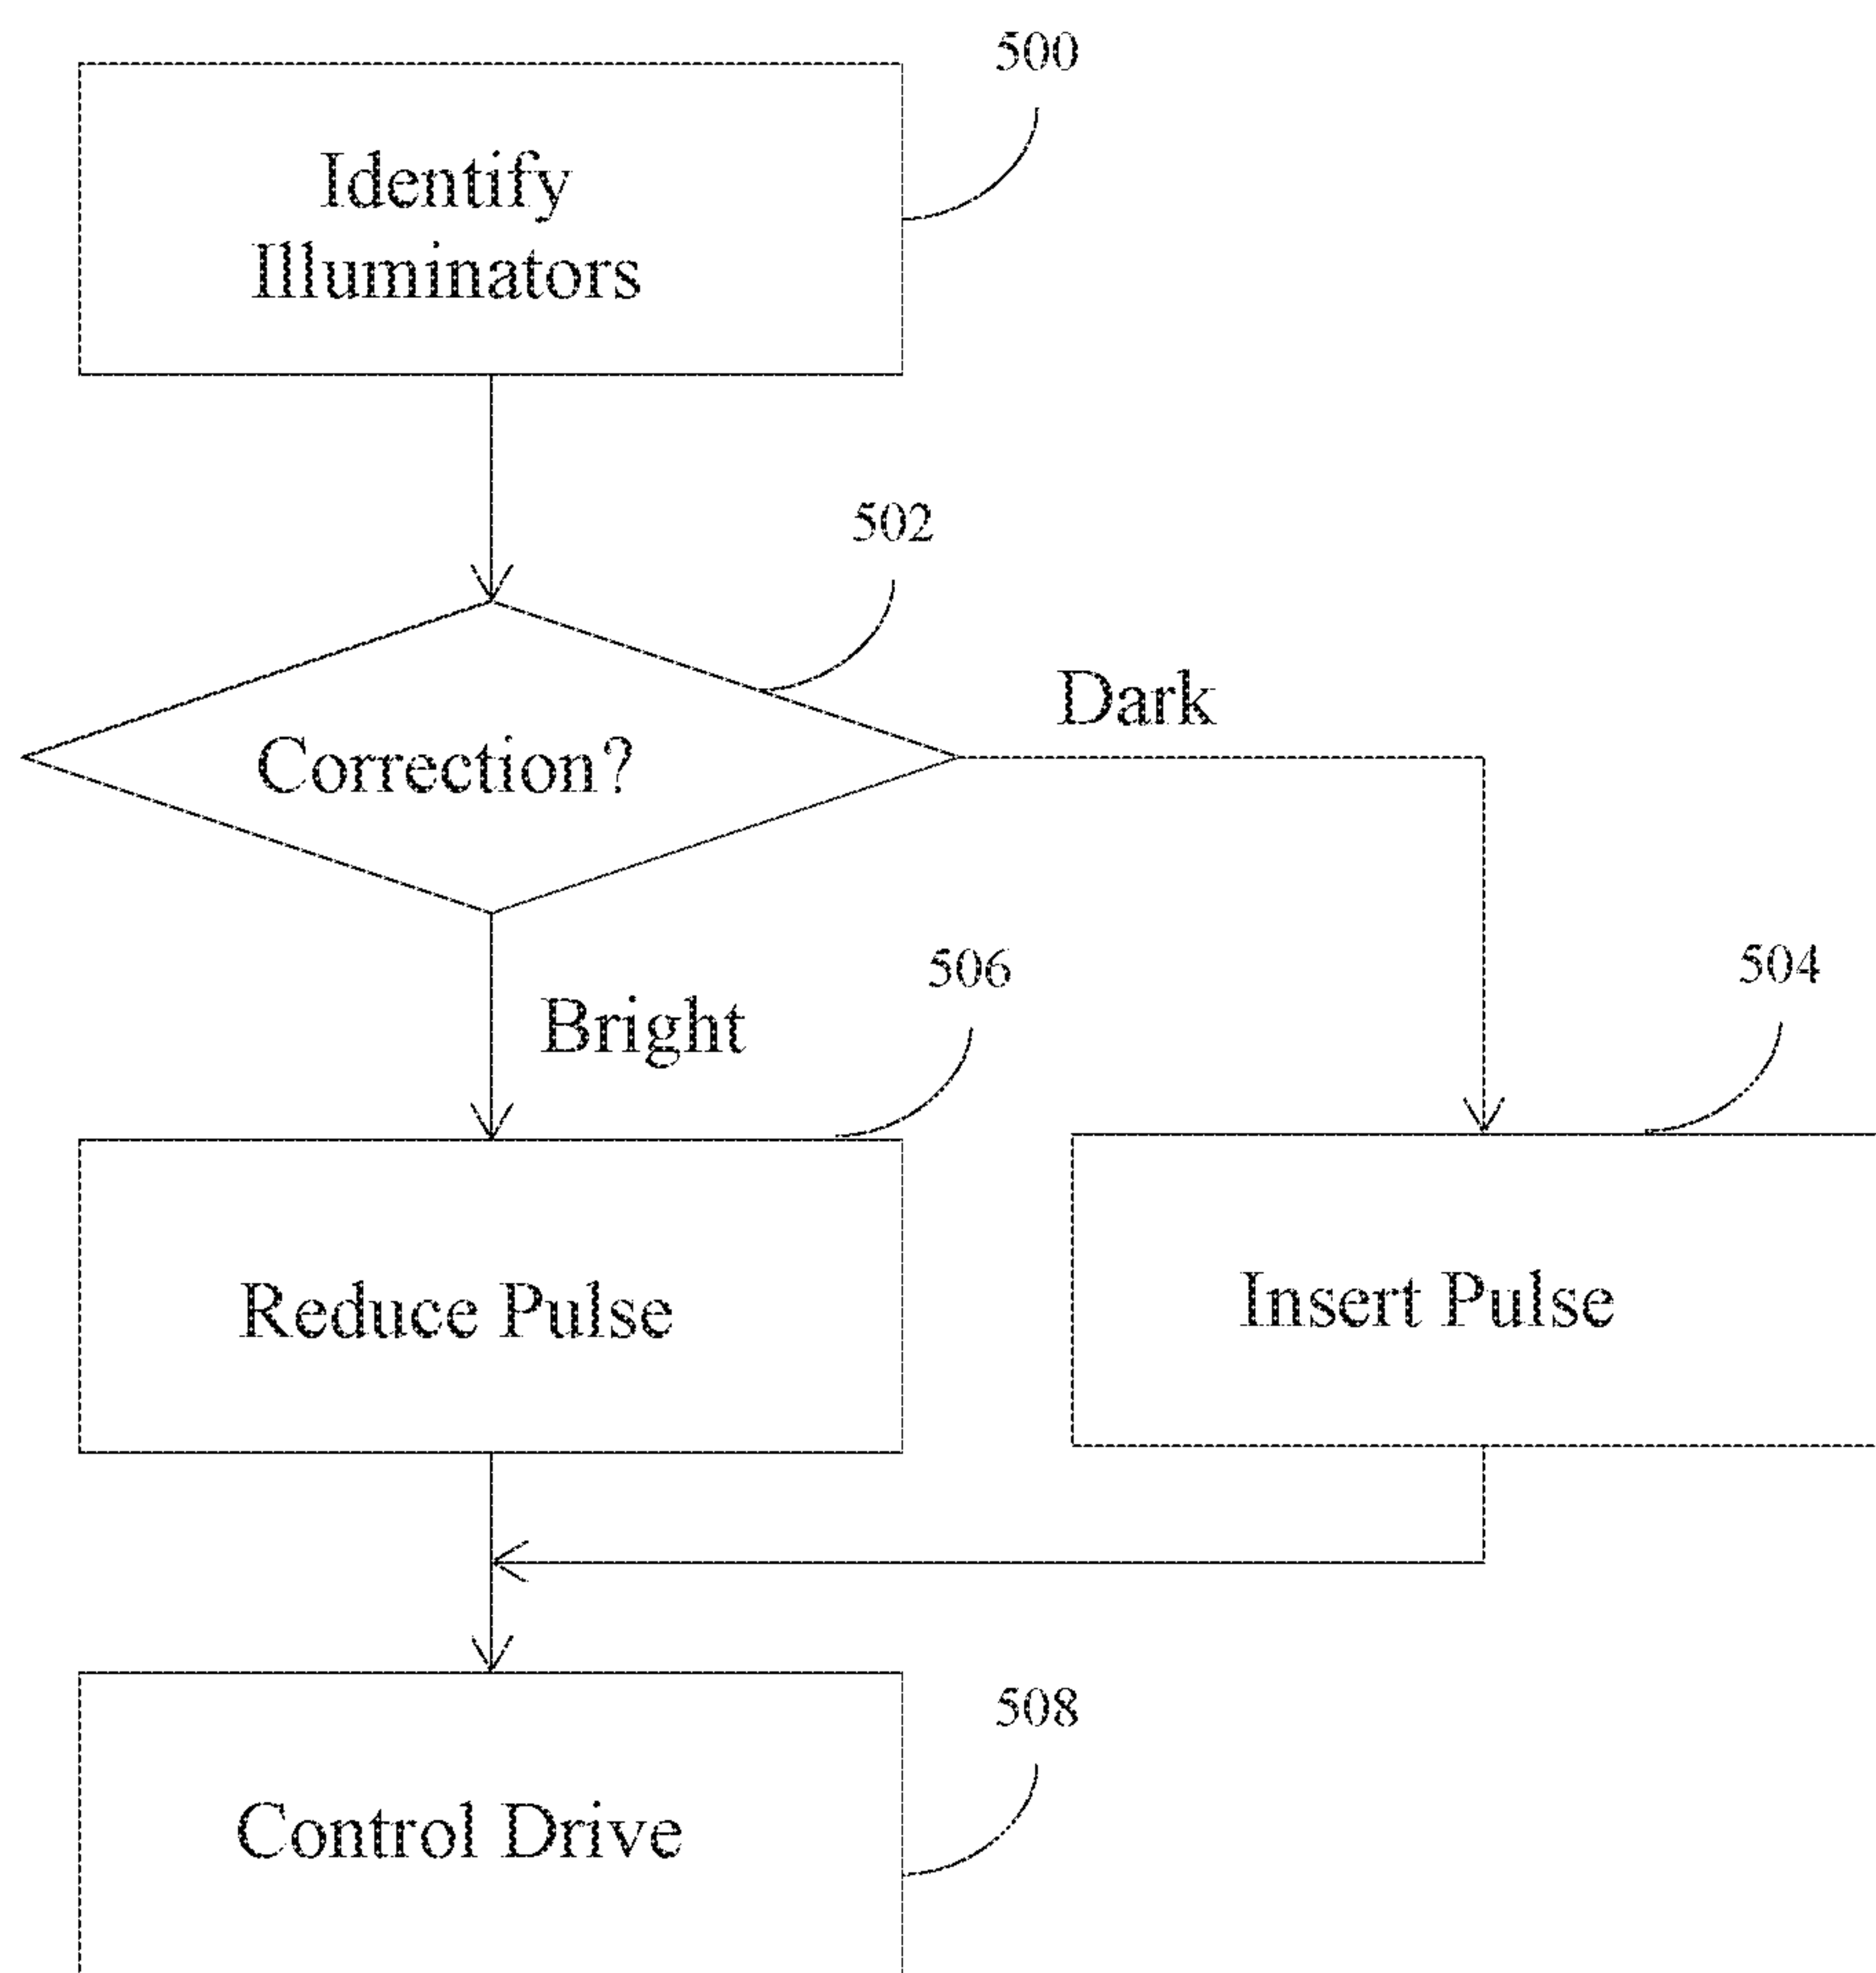 500
Identify
Illuminators
502
Dark
Correction?
506
504
Bright
Reduce Pulse
Insert Pulse
508
Control Drive